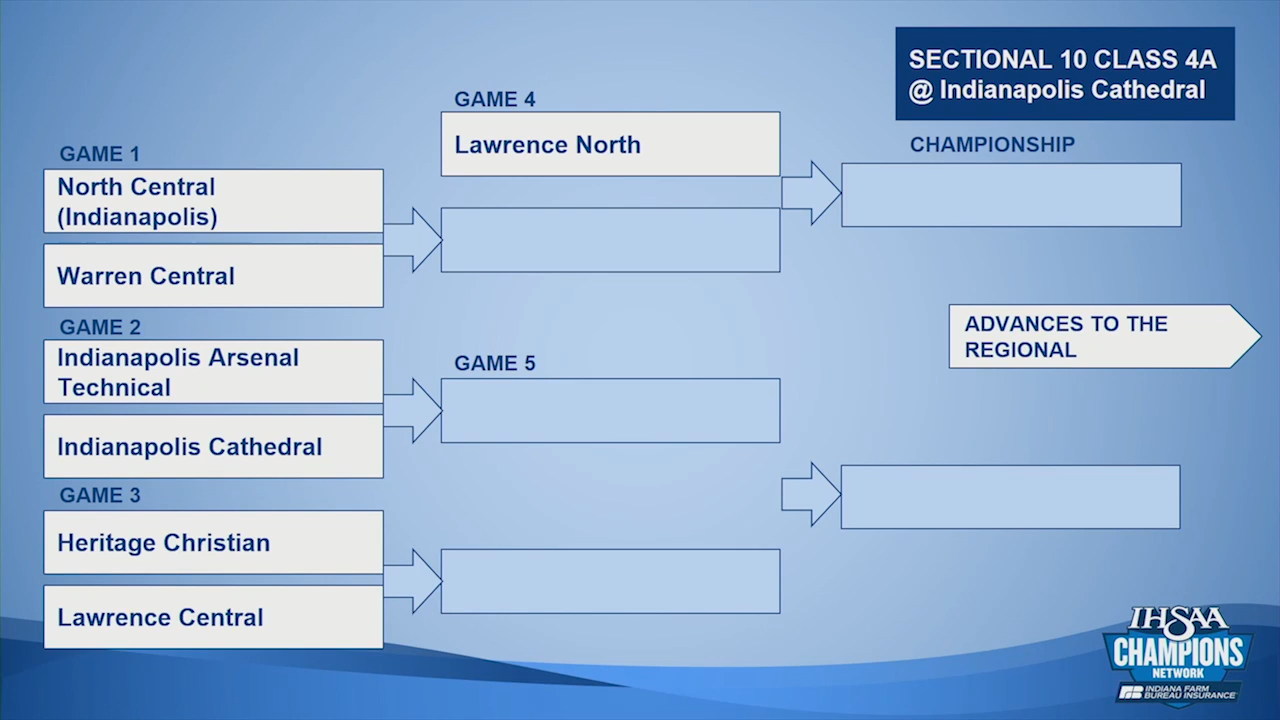 SECTIONAL 10 CLASS 4A
@ Indianapolis Cathedral
GAME 1
North Central
(Indianapolis)
Warren Central
GAME 2
Indianapolis Arsenal
Technical
Indianapolis Cathedral
GAME 3
Heritage Christian
Lawrence Central
GAME 4
Lawrence North
GAME 5
CHAMPIONSHIP
ADVANCES TO THE
REGIONAL
IHSAA
CHAMPIONS
NETWORK
INDIANA FARM
BUREAU INSURANCE